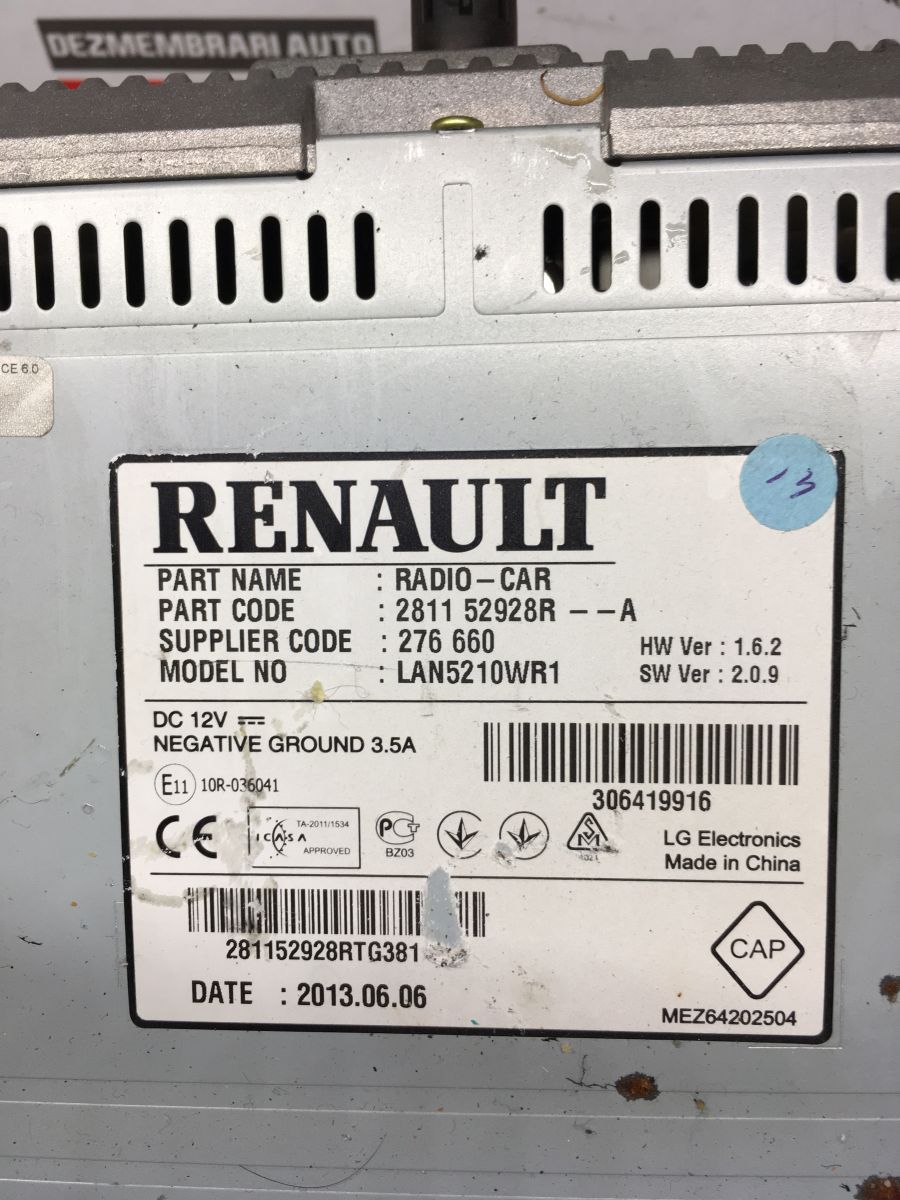 DEZMEMBRARI AUTO
CE 6.0
RENAULT
PART NAME : RADIO-CAR
PART CODE : 2811 52928R --A
SUPPLIER CODE : 276 660
MODEL NO : LAN5210WR1
HW Ver : 1.6.2
SW Ver : 2.0.9
DC 12V
NEGATIVE GROUND 3.5A
306419916
E11 10R-036041
CE
ICASA
TA-2011/1534
APPROVED
PCT
BZ03
SM
LG Electronics
Made in China
281152928RTG381
DATE : 2013.06.06
CAP
MEZ64202504